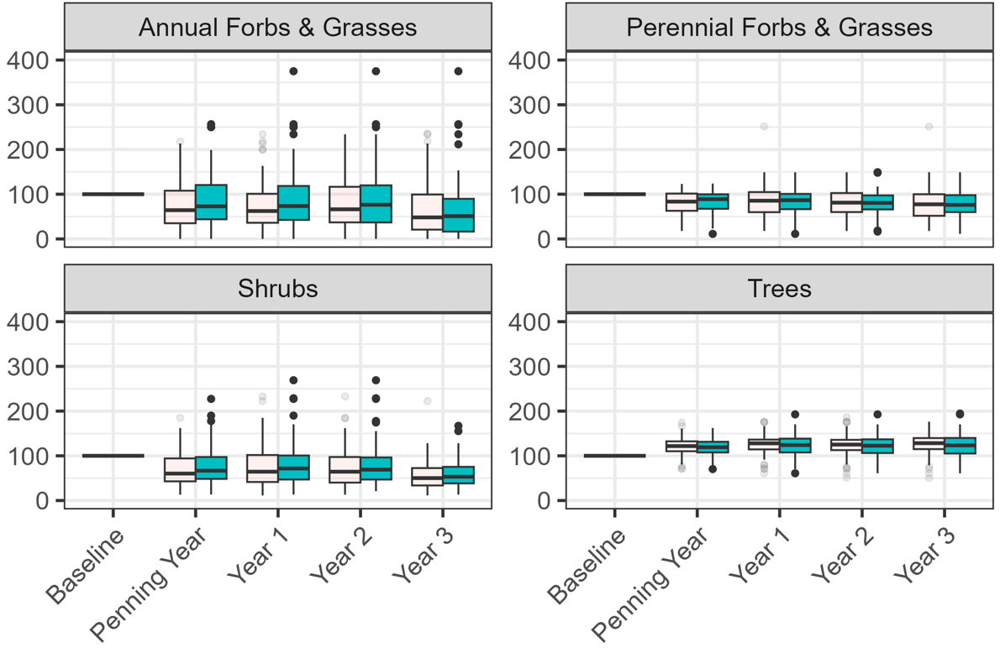 Annual Forbs & Grasses
Perennial Forbs & Grasses
400
300
200
100
0
400
300
200
100
0
Shrubs
Trees
400
300
200
100
0
400
300
200
100
0
Baseline
Penning Year
Year 1
Year 2
Year 3
Baseline
Penning Year
Year 1
Year 2
Year 3